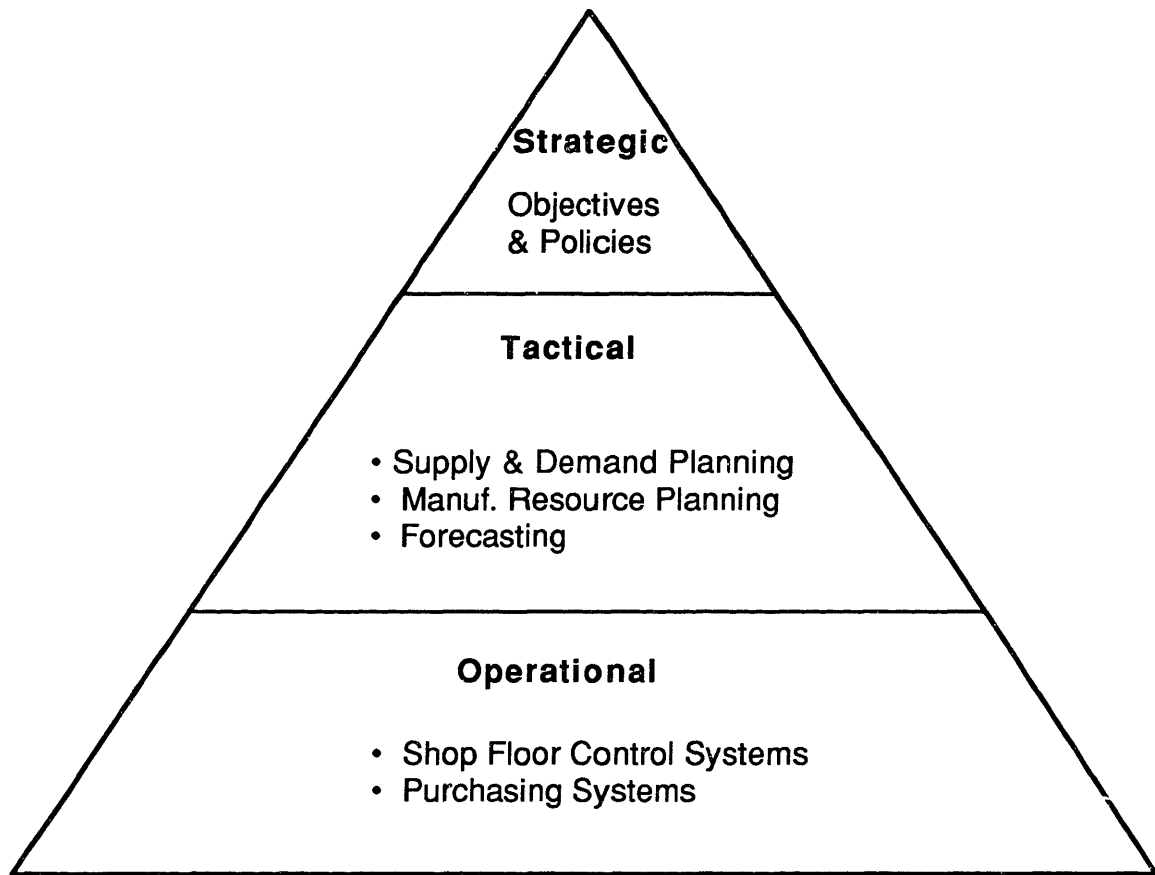 Strategic
Objectives
& Policies
Tactical
• Supply & Demand Planning
• Manuf. Resource Planning
• Forecasting
Operational
• Shop Floor Control Systems
• Purchasing Systems